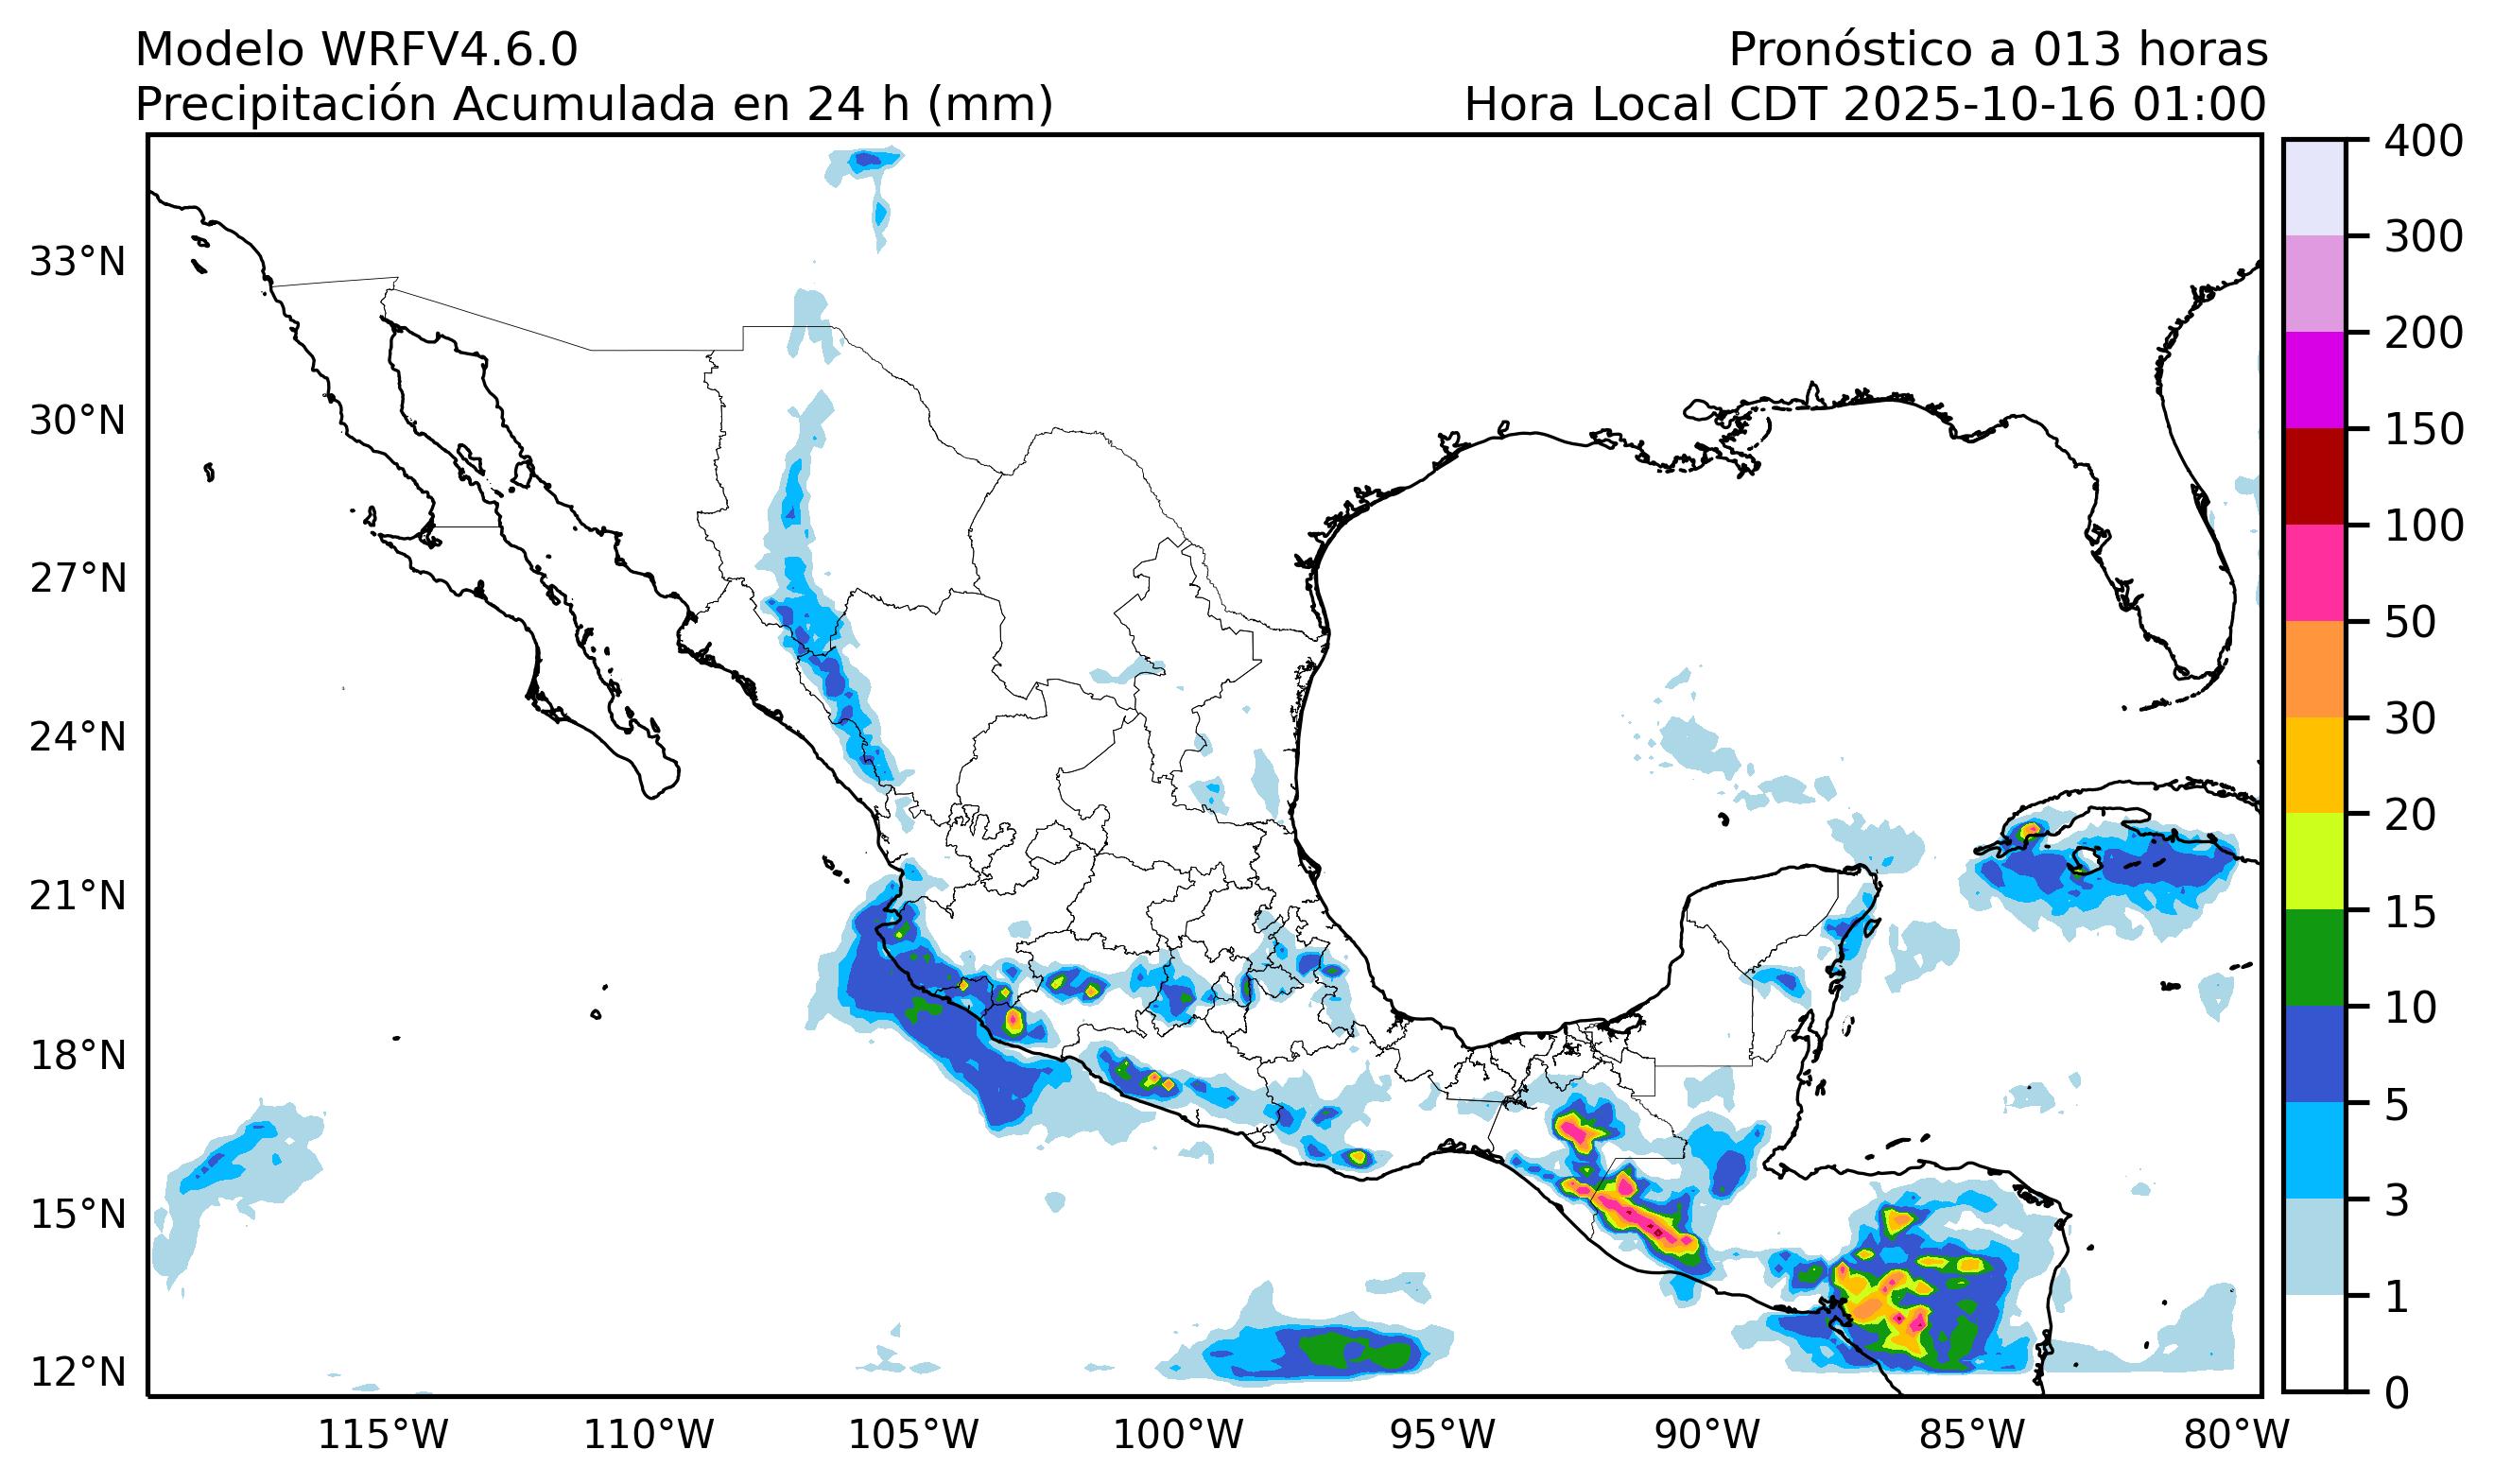 Modelo WRFV4.6.0
Pronóstico a 013 horas
Precipitación Acumulada en 24 h (mm)
Hora Local CDT 2025-10-16 01:00
400
300
200
150
100
50
30
20
15
10
5
3
1
0
33°N
30°N
27°N
24°N
21°N
18°N
15°N
12°N
115°W
110°W
105°W
100°W
95°W
90°W
85°W
80°W